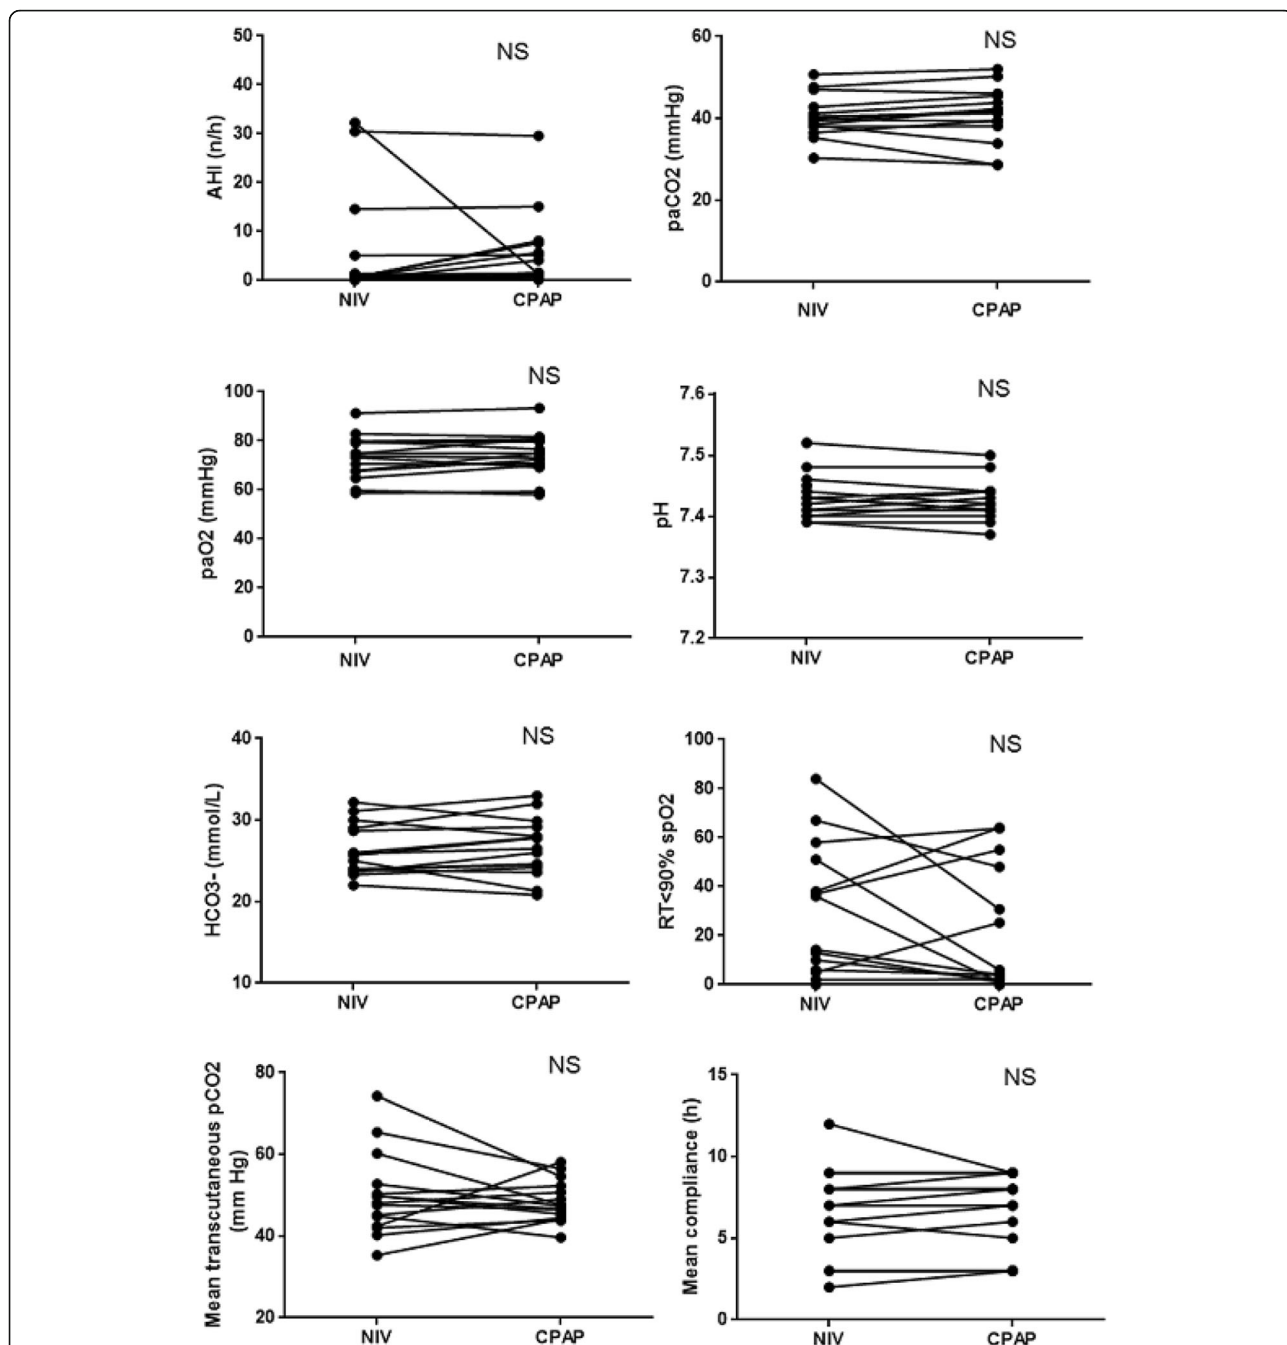 NS
AHI (n/h)
50
40
30
20
10
0
NIV CPAP
NS
paCO2 (mmHg)
60
40
20
0
NIV CPAP
NS
paO2 (mmHg)
100
80
60
40
20
0
NIV CPAP
NS
pH
7.6
7.5
7.4
7.3
7.2
NIV CPAP
NS
HCO3- (mmol/L)
40
30
20
10
NIV CPAP
NS
RT<90% spO2
100
80
60
40
20
0
NIV CPAP
NS
Mean transcutaneous pCO2
(mm Hg)
80
60
40
20
NIV CPAP
NS
Mean compliance (h)
15
10
5
0
NIV CPAP